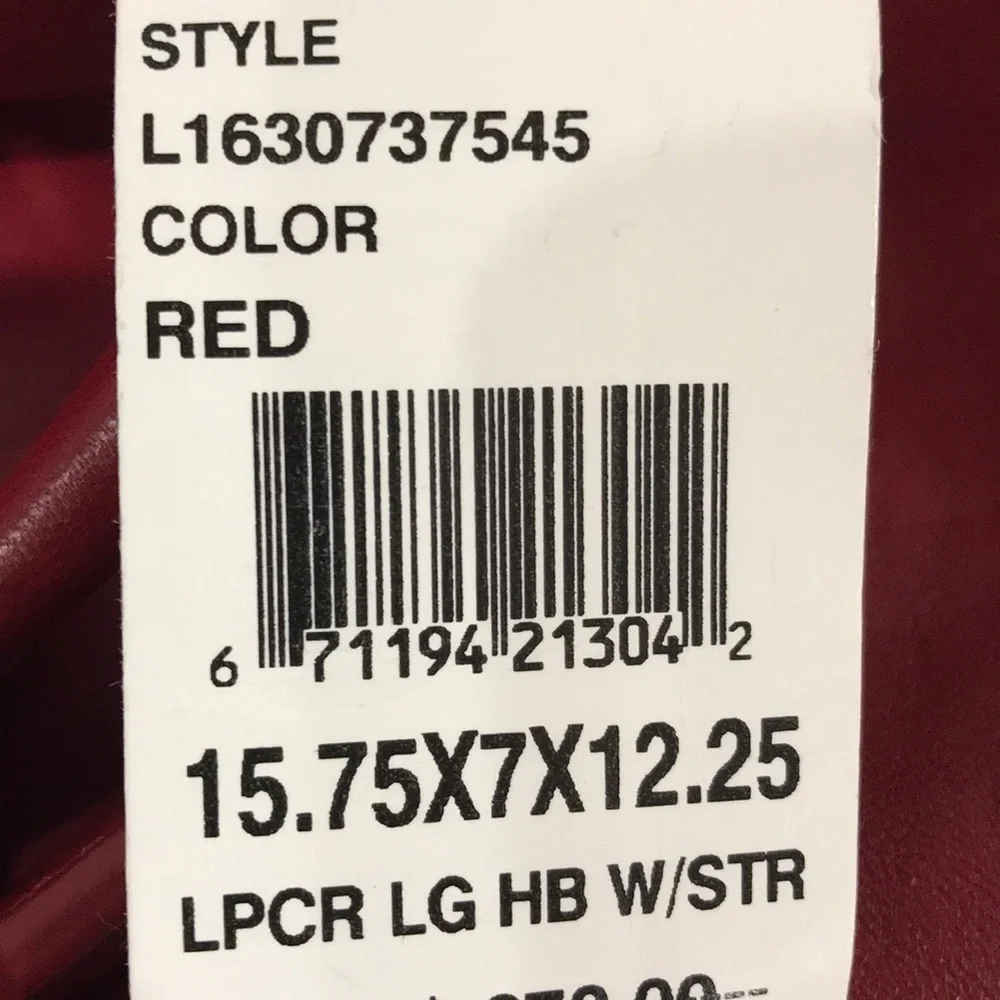 STYLE
L1630737545
COLOR
RED
6 71194 21304 2
15.75X7X12.25
LPCR LG HB W/STR